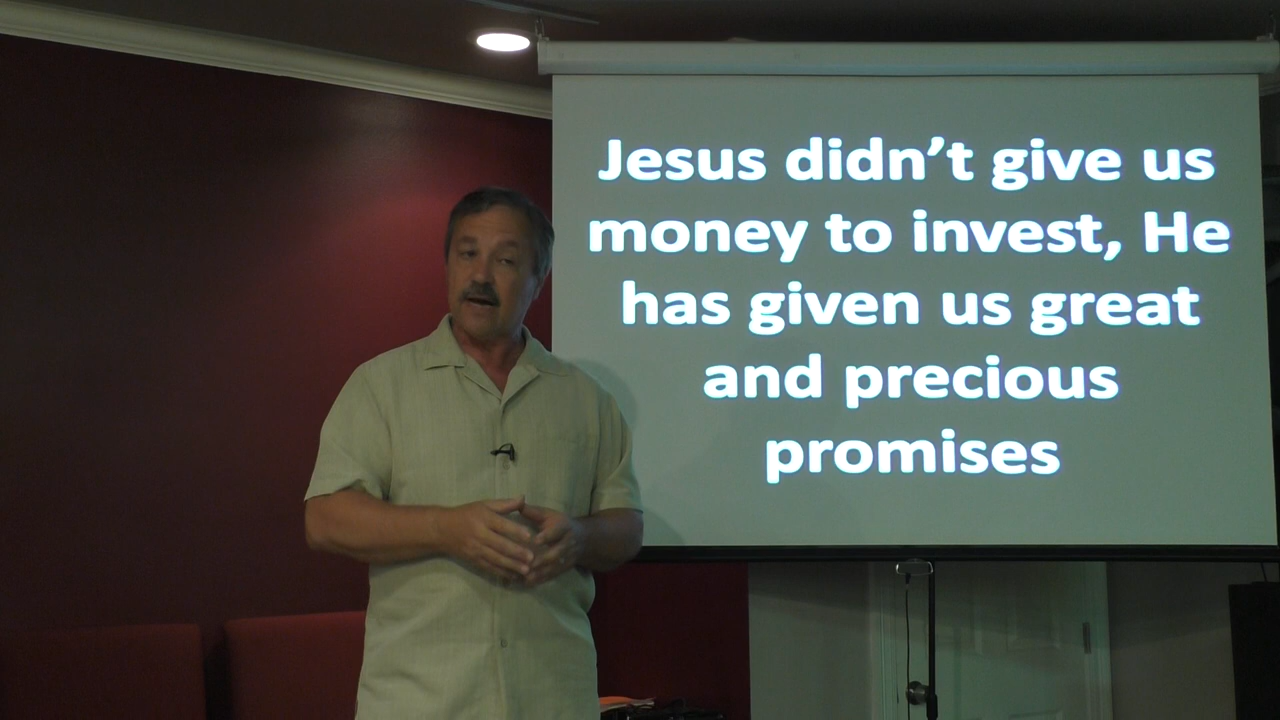 Jesus didn’t give us
money to invest, He
has given us great
and precious
promises